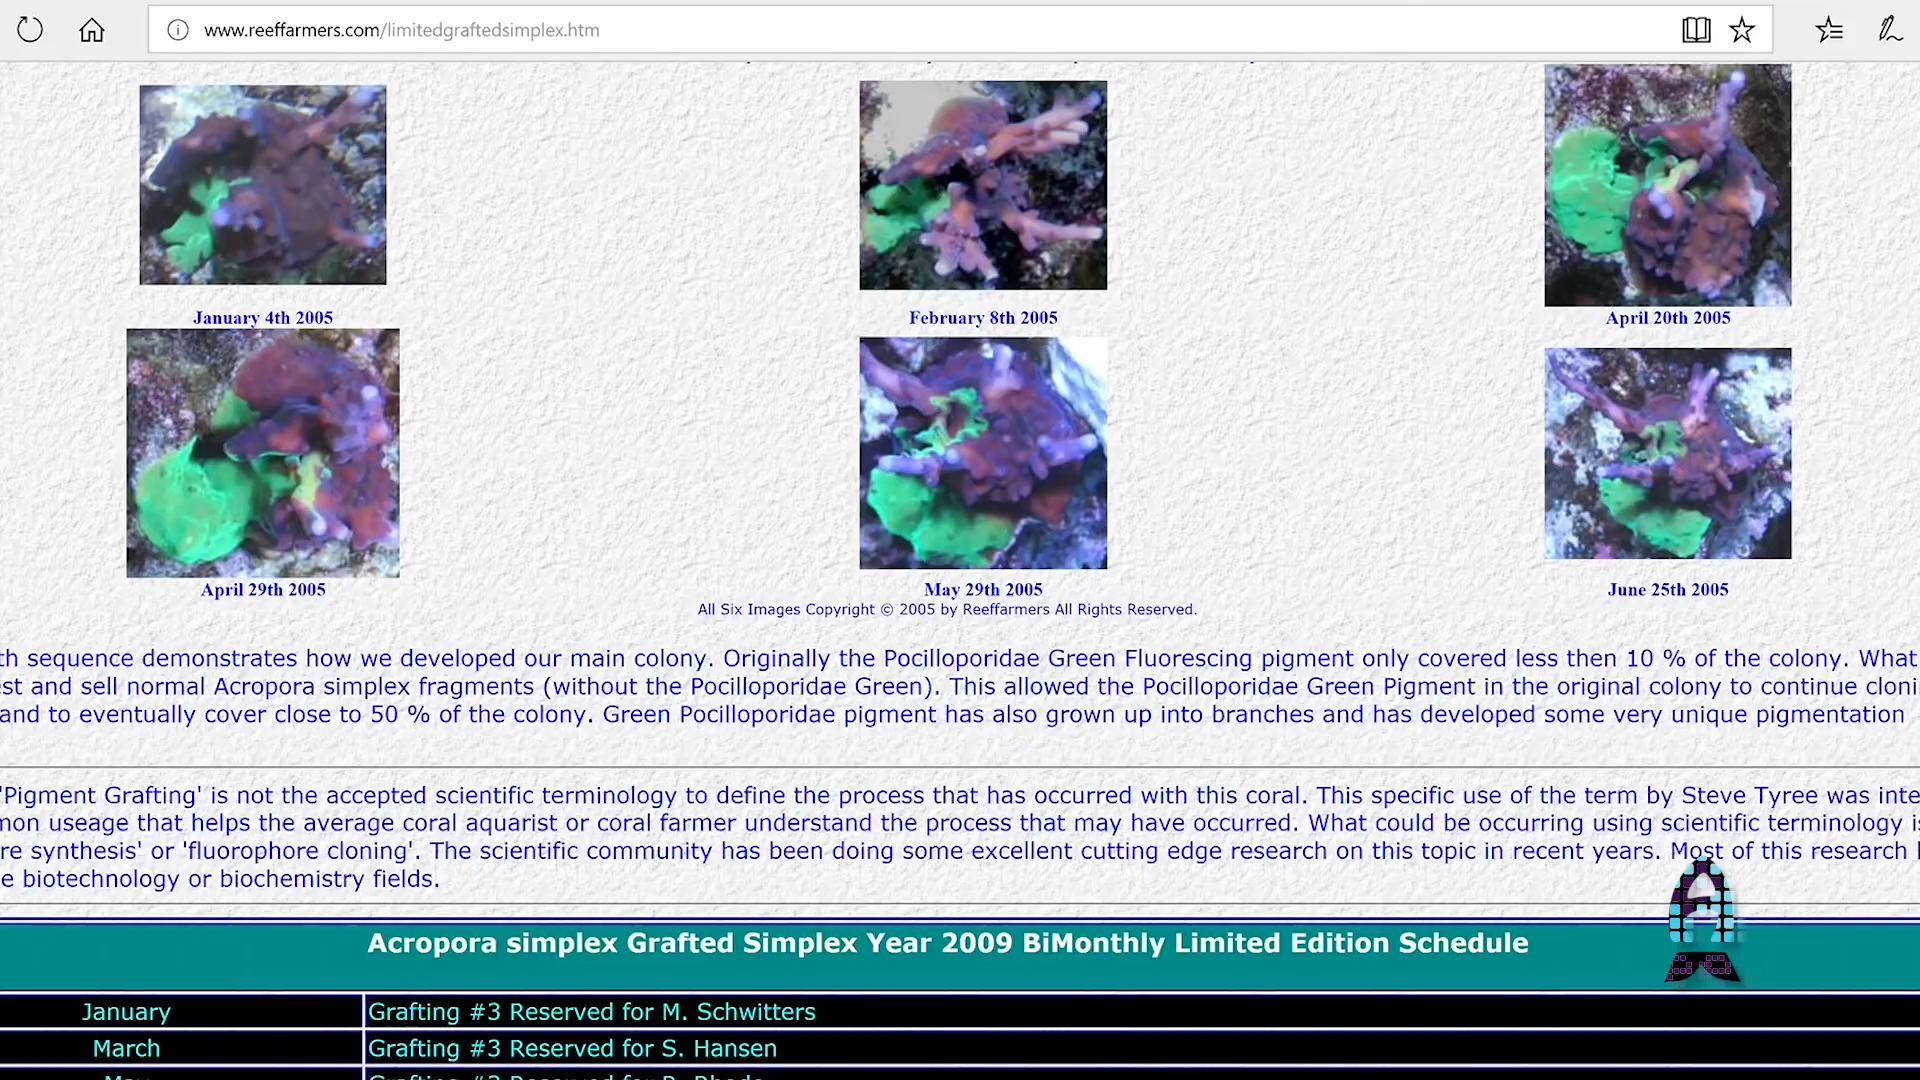 www.reeffarmers.com/limitedgraftedsimplex.htm
January 4th 2005
February 8th 2005
April 20th 2005
April 29th 2005
May 29th 2005
June 25th 2005
All Six Images Copyright © 2005 by Reeffarmers All Rights Reserved.
th sequence demonstrates how we developed our main colony. Originally the Pocilloporidae Green Fluorescing pigment only covered less then 10 % of the colony. What
est and sell normal Acropora simplex fragments (without the Pocilloporidae Green). This allowed the Pocilloporidae Green Pigment in the original colony to continue cloni
and to eventually cover close to 50 % of the colony. Green Pocilloporidae pigment has also grown up into branches and has developed some very unique pigmentation
'Pigment Grafting' is not the accepted scientific terminology to define the process that has occurred with this coral. This specific use of the term by Steve Tyree was inte
mon useage that helps the average coral aquarist or coral farmer understand the process that may have occurred. What could be occurring using scientific terminology is
re synthesis' or 'fluorophore cloning'. The scientific community has been doing some excellent cutting edge research on this topic in recent years. Most of this research
e biotechnology or biochemistry fields.
Acropora simplex Grafted Simplex Year 2009 BiMonthly Limited Edition Schedule
January
Grafting #3 Reserved for M. Schwitters
March
Grafting #3 Reserved for S. Hansen